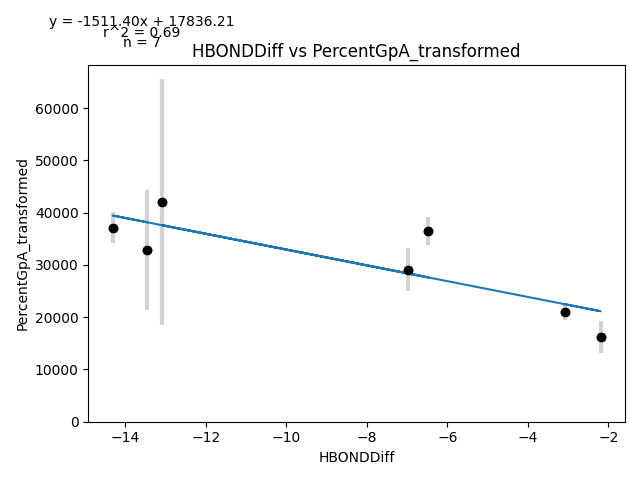 y = -1511.40x + 17836.21
r^2 = 0.69
n = 7
HBONDDiff vs PercentGpA_transformed
PercentGpA_transformed
60000
50000
40000
30000
20000
10000
0
−14
−12
−10
−8
−6
−4
−2
HBONDDiff